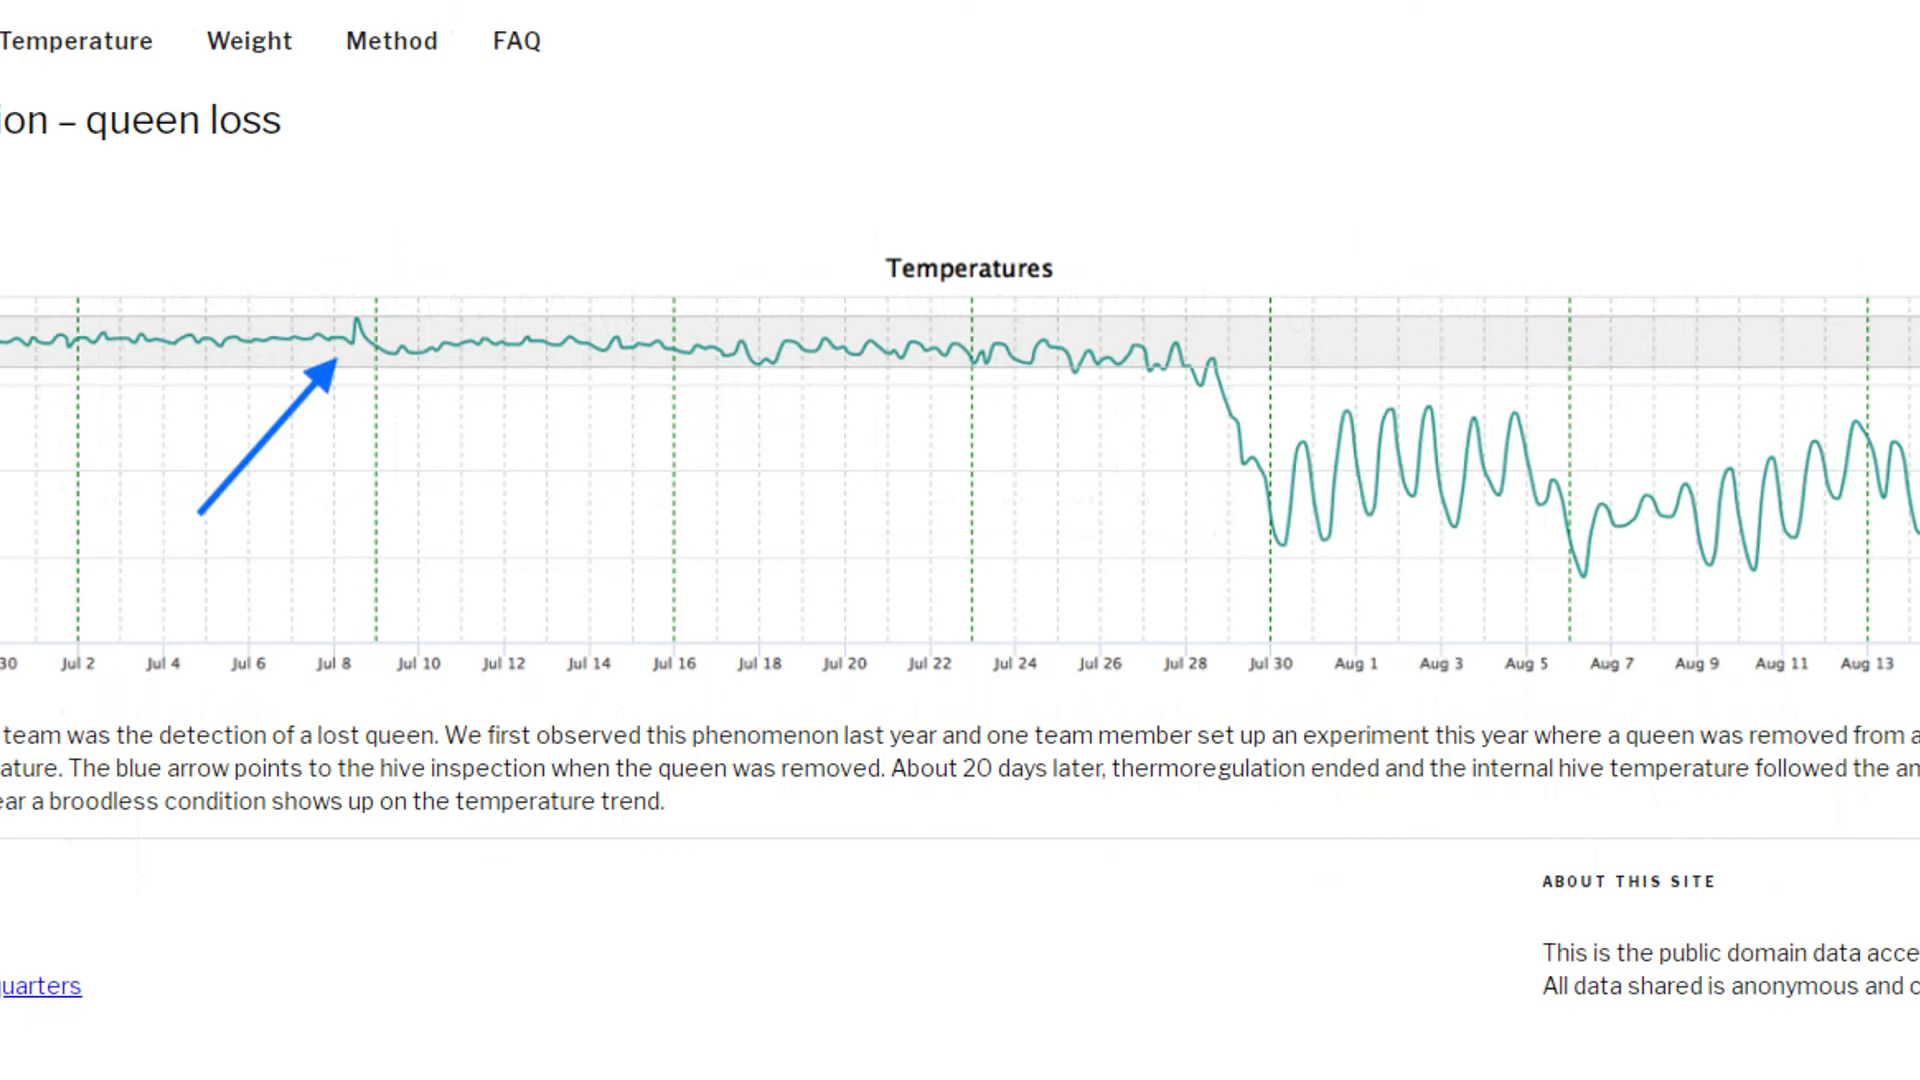 Temperature Weight Method FAQ
ion – queen loss
Temperatures
30 Jul 2 Jul 4 Jul 6 Jul 8 Jul 10 Jul 12 Jul 14 Jul 16 Jul 18 Jul 20 Jul 22 Jul 24 Jul 26 Jul 28 Jul 30 Aug 1 Aug 3 Aug 5 Aug 7 Aug 9 Aug 11 Aug 13
team was the detection of a lost queen. We first observed this phenomenon last year and one team member set up an experiment this year where a queen was removed from a
ature. The blue arrow points to the hive inspection when the queen was removed. About 20 days later, thermoregulation ended and the internal hive temperature followed the am
ear a broodless condition shows up on the temperature trend.
ABOUT THIS SITE
This is the public domain data acce
quarters
All data shared is anonymous and c